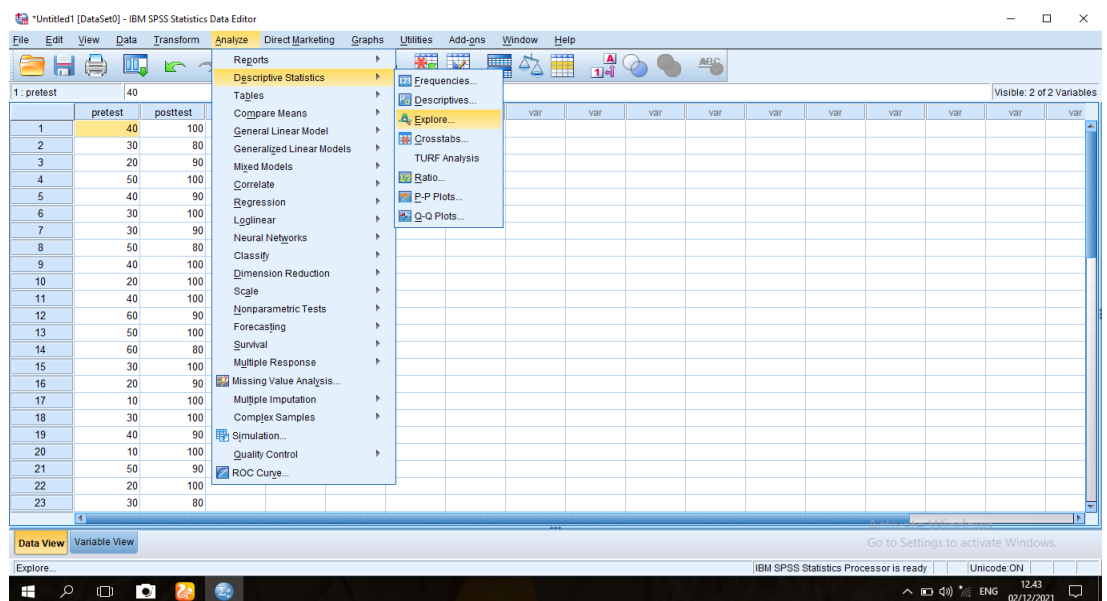 *Untitled1 [DataSet0] - IBM SPSS Statistics Data Editor
File Edit View Data Transform Analyze Direct Marketing Graphs Utilities Add-ons Window Help
1 : pretest 40 Visible: 2 of 2 Variables
pretest posttest var var var var var var var var
1 40 100
2 30 80
3 20 90
4 50 100
5 40 90
6 30 100
7 30 90
8 50 80
9 40 100
10 20 100
11 40 100
12 60 90
13 50 100
14 60 80
15 30 100
16 20 90
17 10 100
18 30 100
19 40 90
20 10 100
21 50 90
22 20 100
23 30 80
Reports
Descriptive Statistics
Tables
Compare Means
General Linear Model
Generalized Linear Models
Mixed Models
Correlate
Regression
Loglinear
Neural Networks
Classify
Dimension Reduction
Scale
Nonparametric Tests
Forecasting
Survival
Multiple Response
Missing Value Analysis...
Multiple Imputation
Complex Samples
Simulation...
Quality Control
ROC Curve...
Frequencies...
Descriptives...
Explore...
Crosstabs...
TURF Analysis
Ratio...
P-P Plots...
Q-Q Plots...
Data View Variable View
Go to Settings to activate Windows.
Explore... IBM SPSS Statistics Processor is ready Unicode:ON
ENG 12.43
02/12/2021